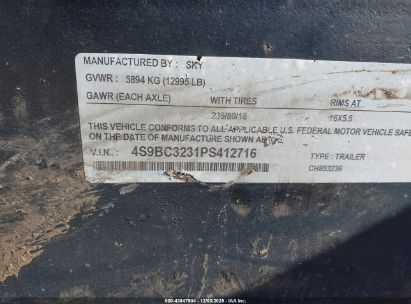 MANUFACTURED BY : SKY
GVWR : 5894 KG (12995 LB)
GAWR (EACH AXLE) WITH TIRES RIMS AT
235/80/16 16X5.5
THIS VEHICLE CONFORMS TO ALL APPLICABLE U.S. FEDERAL MOTOR VEHICLE SAFE
ON THE DATE OF MANUFACTURE SHOWN
V.I.N. : 4S9BC3231PS412716 TYPE : TRAILER
CH853236